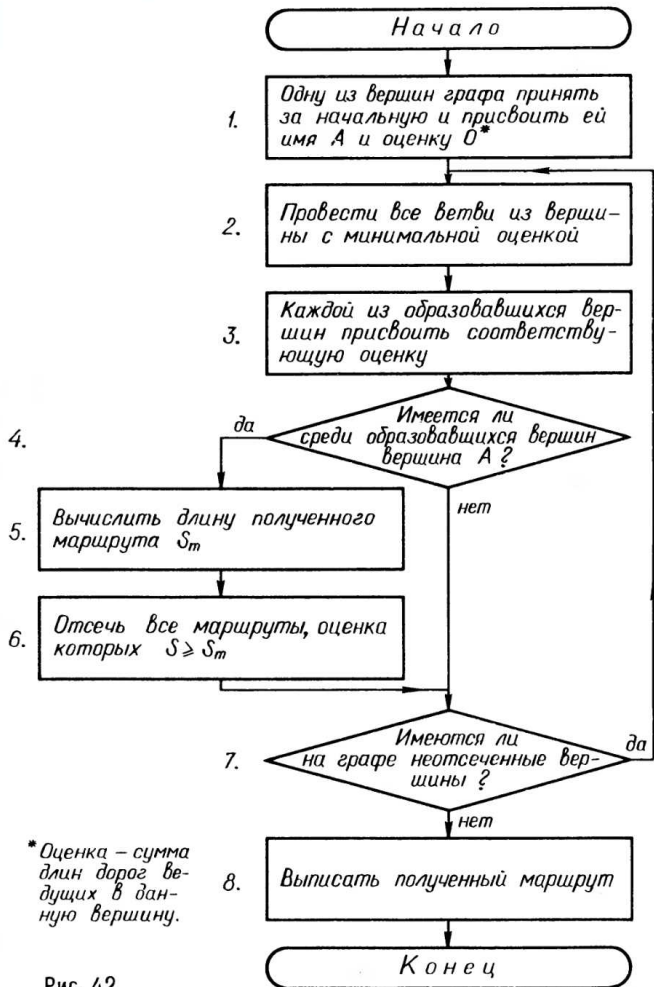 Начало
1.
Одну из вершин графа принять
за начальную и присвоить ей
имя А и оценку 0*
2.
Провести все ветви из верши-
ны с минимальной оценкой
3.
Каждой из образовавшихся вер-
шин присвоить соответству-
ющую оценку
4.
Имеется ли
среди образовавшихся вершин
вершина А?
да
нет
5.
Вычислить длину полученного
маршрута Sm
6.
Отсечь все маршруты, оценка
которых S ⩾ Sm
7.
Имеются ли
на графе неотсеченные вер-
шины?
да
нет
8.
Выписать полученный маршрут
Конец
*Оценка – сумма
длин дорог ве-
дущих в дан-
ную вершину.
Рис. 42